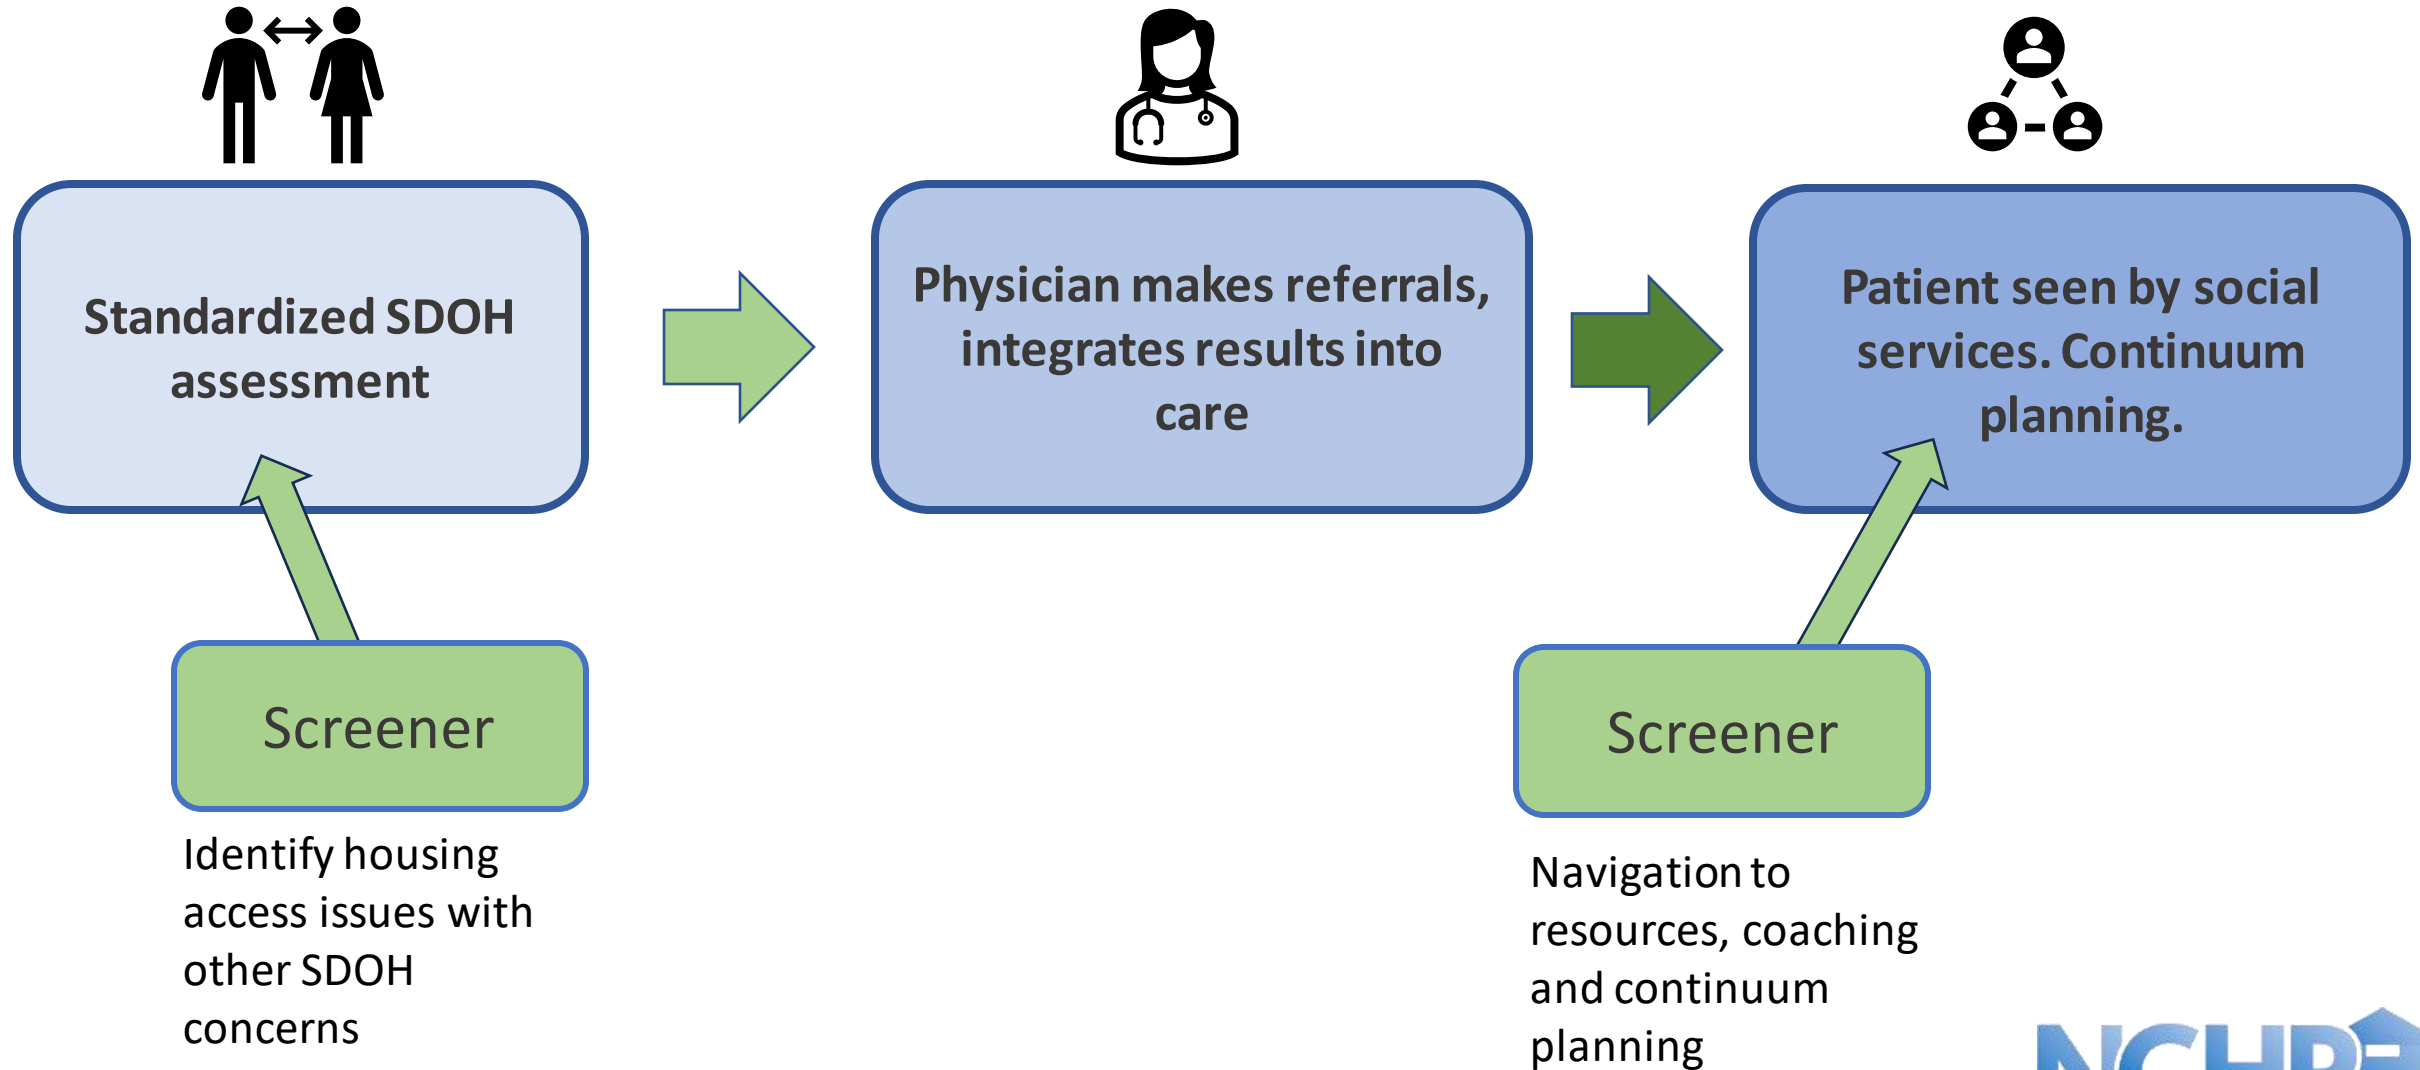 Standardized SDOH
assessment
Physician makes referrals,
integrates results into
care
Patient seen by social
services. Continuum
planning.
Screener
Identify housing
access issues with
other SDOH
concerns
Screener
Navigation to
resources, coaching
and continuum
planning